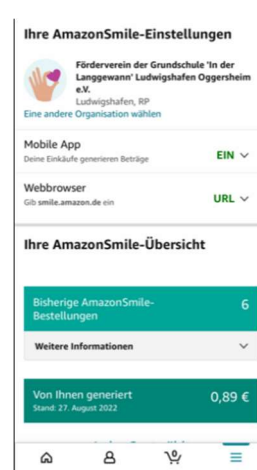 Ihre AmazonSmile-Einstellungen
Förderverein der Grundschule 'In der
Langgewann' Ludwigshafen Oggersheim
e.V.
Ludwigshafen, RP
Eine andere Organisation wählen
Mobile App
Deine Einkäufe generieren Beträge
EIN
Webbrowser
Gib smile.amazon.de ein
URL
Ihre AmazonSmile-Übersicht
Bisherige AmazonSmile-
Bestellungen
6
Weitere Informationen
Von Ihnen generiert
Stand: 27. August 2022
0,89 €
0